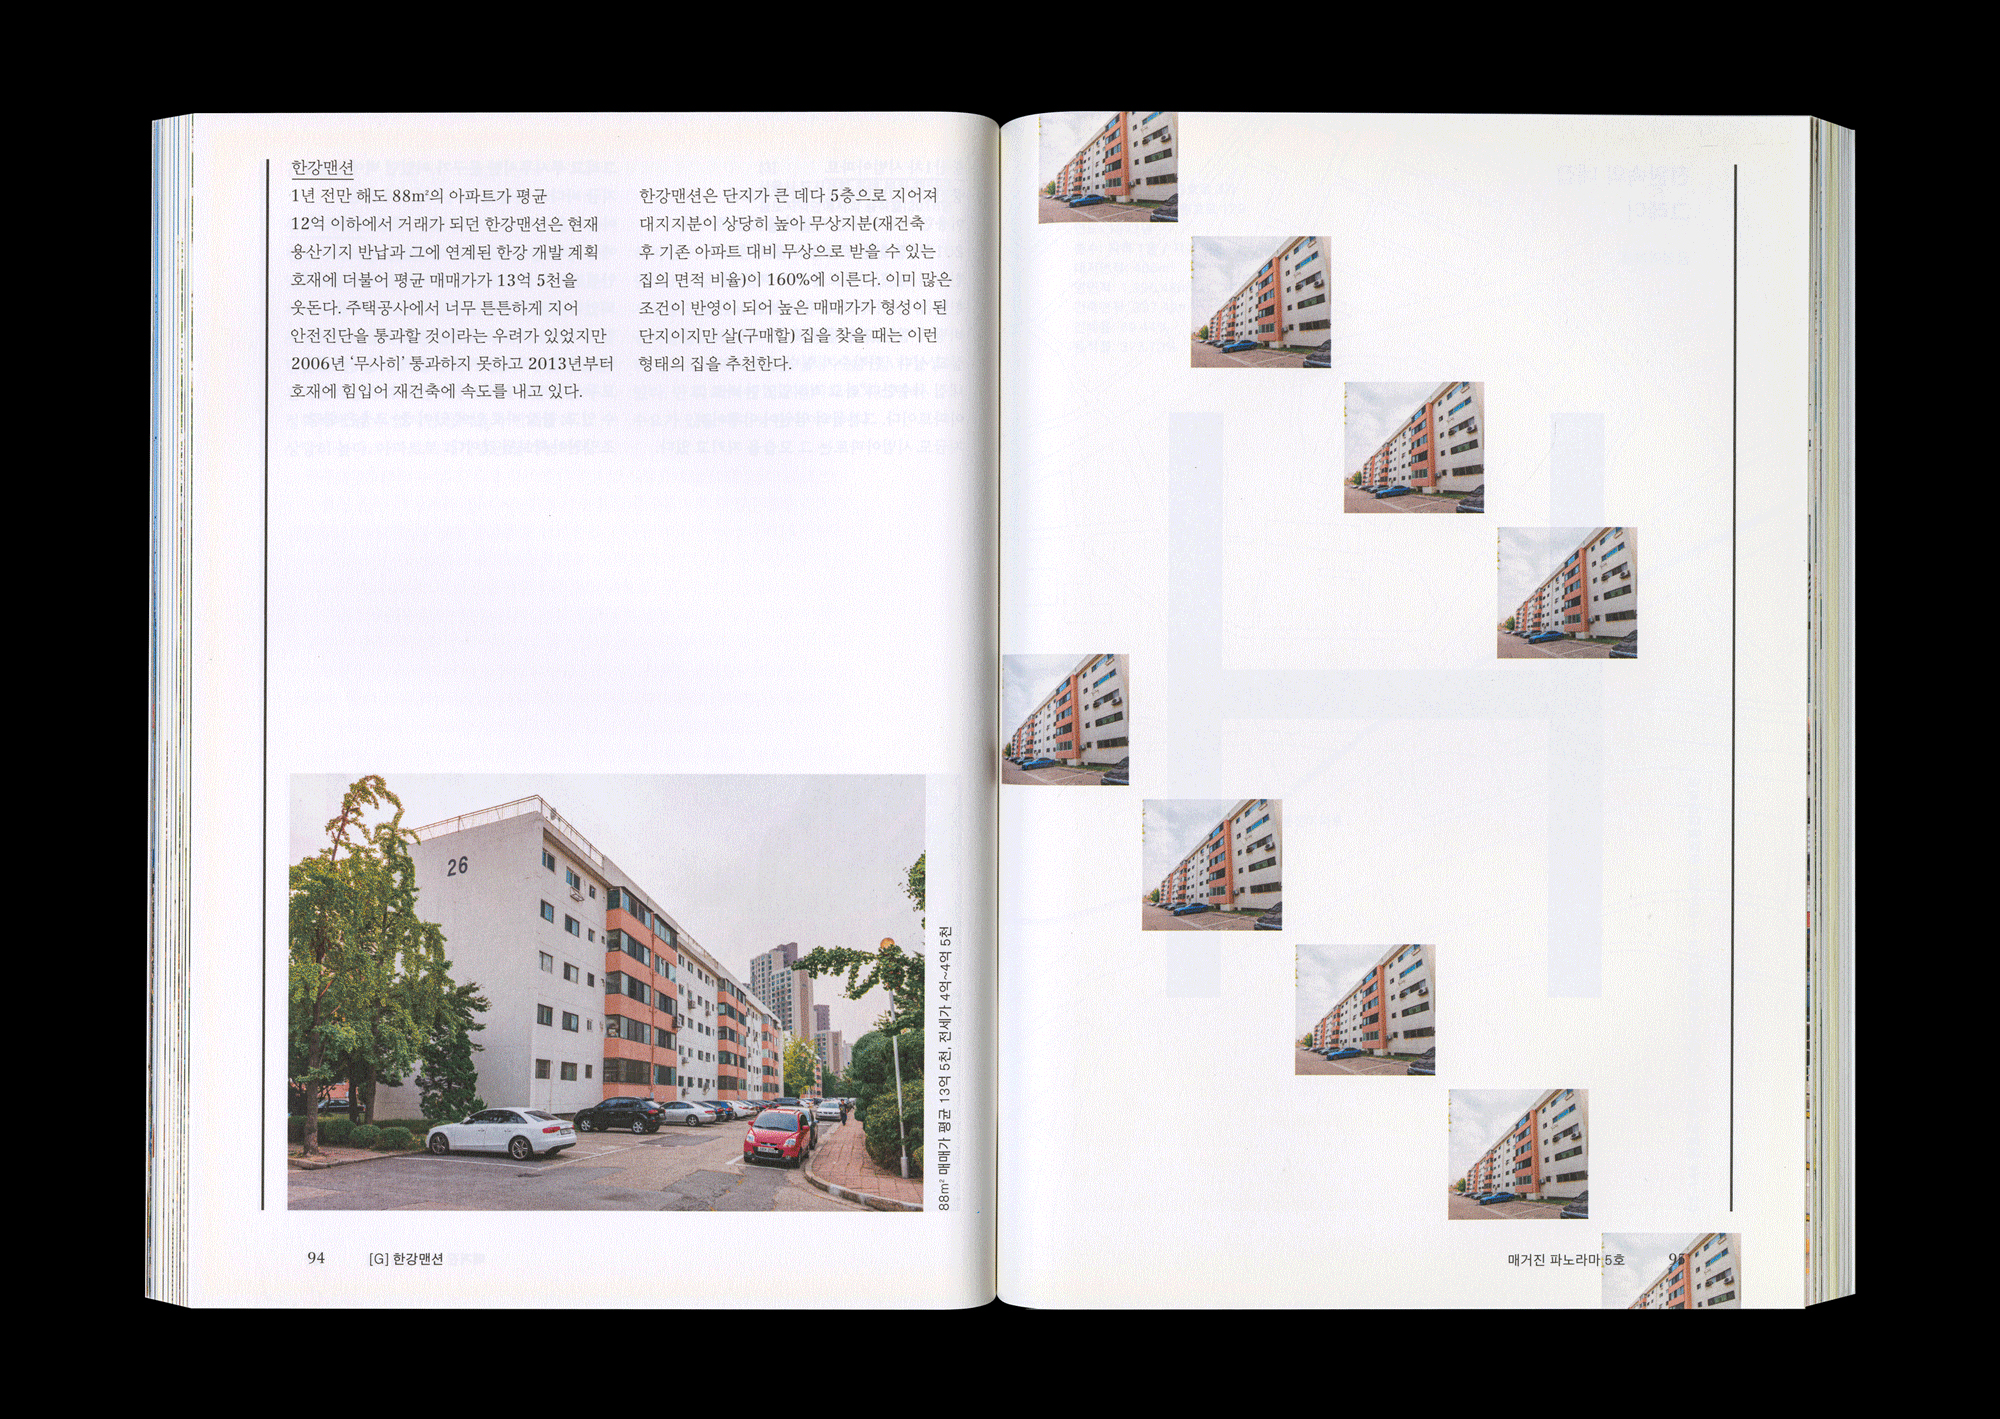 한강맨션
1년 전만 해도 88m²의 아파트가 평균
12억 이하에서 거래가 되던 한강맨션은 현재
용산기지 반납과 그에 연계된 한강 개발 계획
호재에 더불어 평균 매매가가 13억 5천을
웃돈다. 주택공사에서 너무 튼튼하게 지어
안전진단을 통과할 것이라는 우려가 있었지만
2006년 ‘무사히’ 통과하지 못하고 2013년부터
호재에 힘입어 재건축에 속도를 내고 있다.
한강맨션은 단지가 큰 데다 5층으로 지어져
대지지분이 상당히 높아 무상지분(재건축
후 기존 아파트 대비 무상으로 받을 수 있는
집의 면적 비율)이 160%에 이른다. 이미 많은
조건이 반영이 되어 높은 매매가가 형성이 된
단지이지만 살(구매할) 집을 찾을 때는 이런
형태의 집을 추천한다.
26
88m² 매매가 평균 13억 5천, 전세가 4억~4억 5천
94 [G] 한강맨션
매거진 파노라마 5호